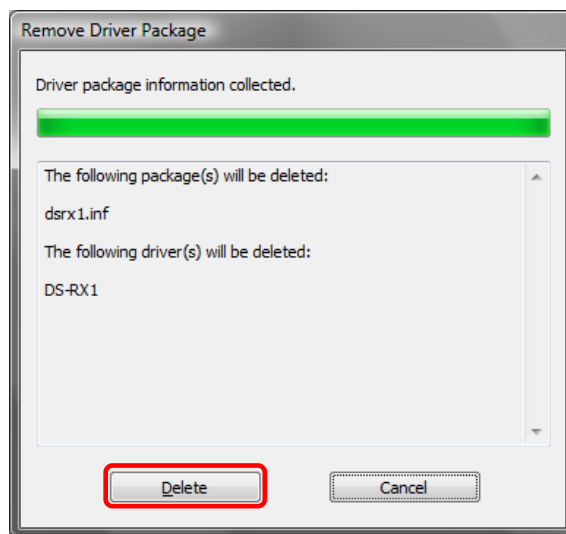 Remove Driver Package
Driver package information collected.
The following package(s) will be deleted:
dsrx1.inf
The following driver(s) will be deleted:
DS-RX1
Delete
Cancel